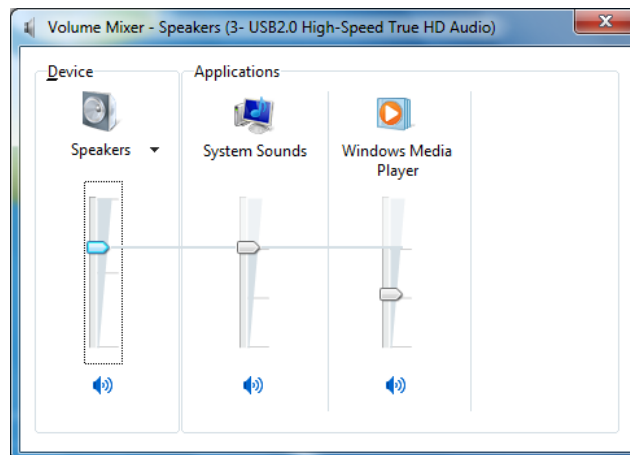 Volume Mixer - Speakers (3- USB2.0 High-Speed True HD Audio)
Device
Applications
Speakers
System Sounds
Windows Media
Player